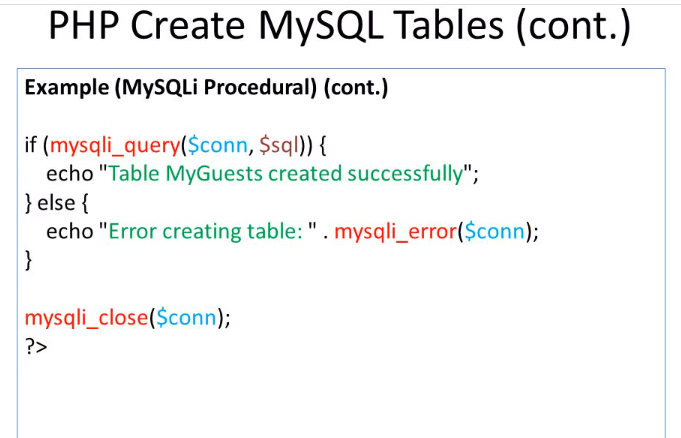 PHP Create MySQL Tables (cont.)
Example (MySQLi Procedural) (cont.)
if (mysqli_query($conn, $sql)) {
echo "Table MyGuests created successfully";
} else {
echo "Error creating table: " . mysqli_error($conn);
}
mysqli_close($conn);
?>